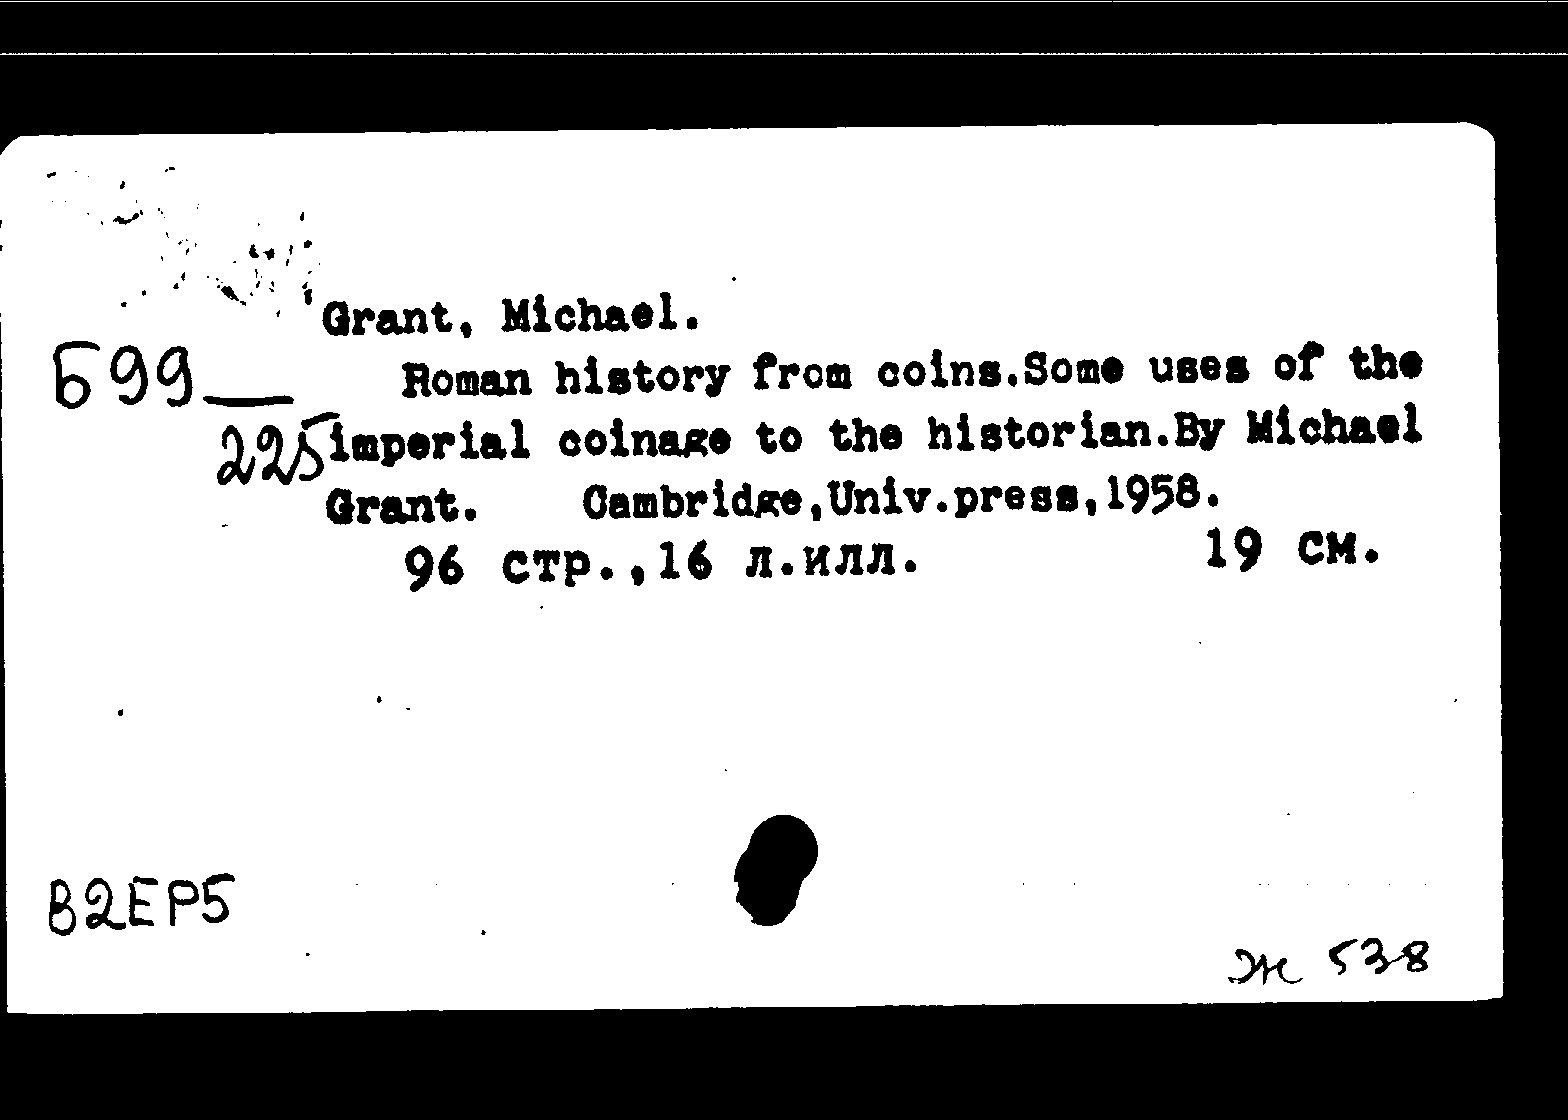 Grant, Michael.
Б99
Roman history from coins.Some uses of the
225 imperial coinage to the historian.By Michael
Grant. Cambridge,Univ.press,1958.
96 стр.,16 л.илл. 19 см.
В2ЕР5
Ж 538